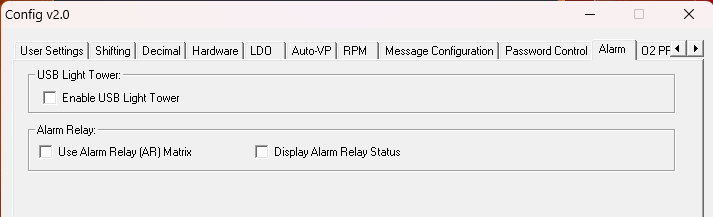 Config v2.0
User Settings Shifting Decimal Hardware LDO Auto-VP RPM Message Configuration Password Control Alarm O2
USB Light Tower:
Enable USB Light Tower
Alarm Relay:
Use Alarm Relay (AR) Matrix Display Alarm Relay Status